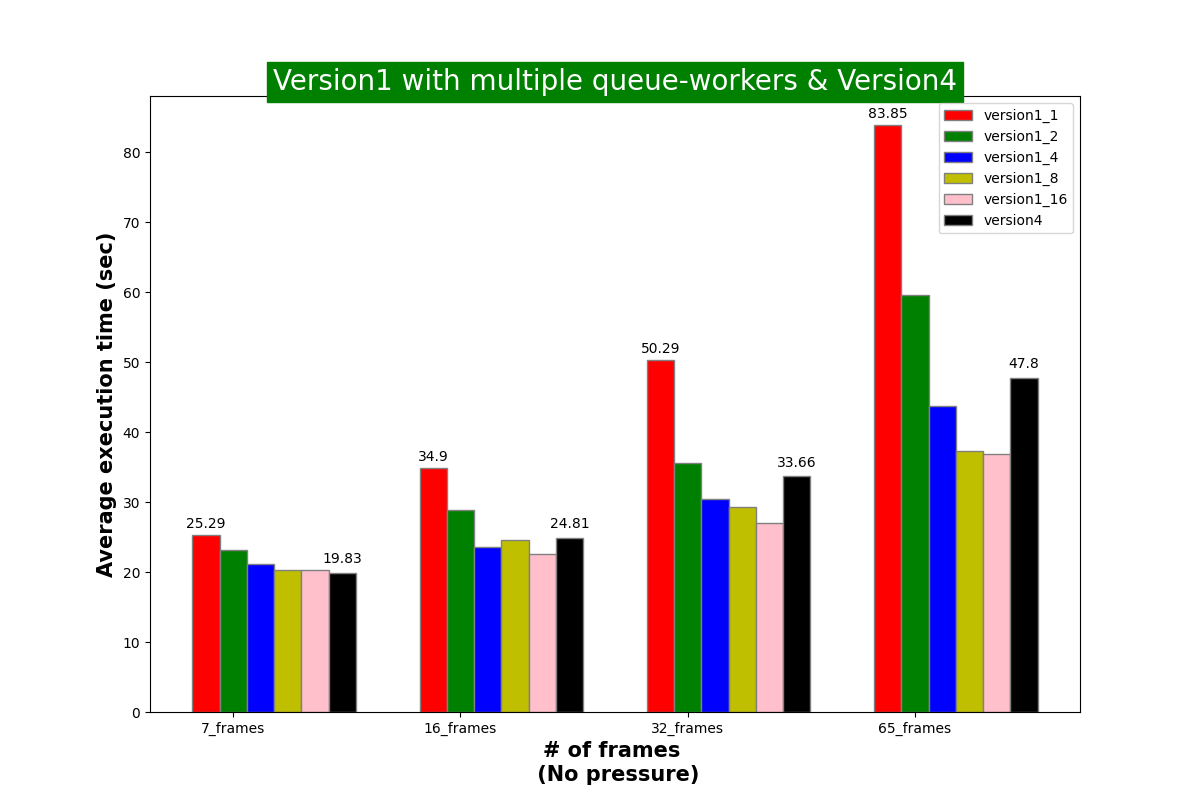 Version1 with multiple queue-workers & Version4
83.85
version1_1
version1_2
version1_4
version1_8
version1_16
version4
Average execution time (sec)
80
70
60
50
40
30
20
10
0
25.29
19.83
34.9
24.81
50.29
33.66
47.8
7_frames
16_frames
32_frames
65_frames
# of frames
(No pressure)